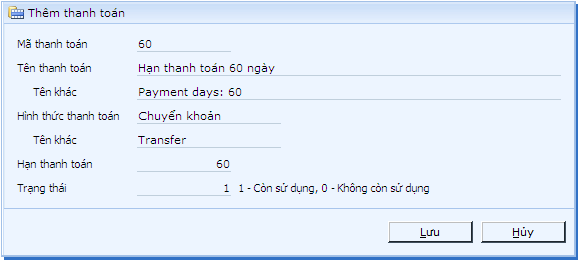 Thêm thanh toán
Mã thanh toán 60
Tên thanh toán Hạn thanh toán 60 ngày
Tên khác Payment days: 60
Hình thức thanh toán Chuyển khoản
Tên khác Transfer
Hạn thanh toán 60
Trạng thái 1 1 - Còn sử dụng, 0 - Không còn sử dụng
Lưu Hủy